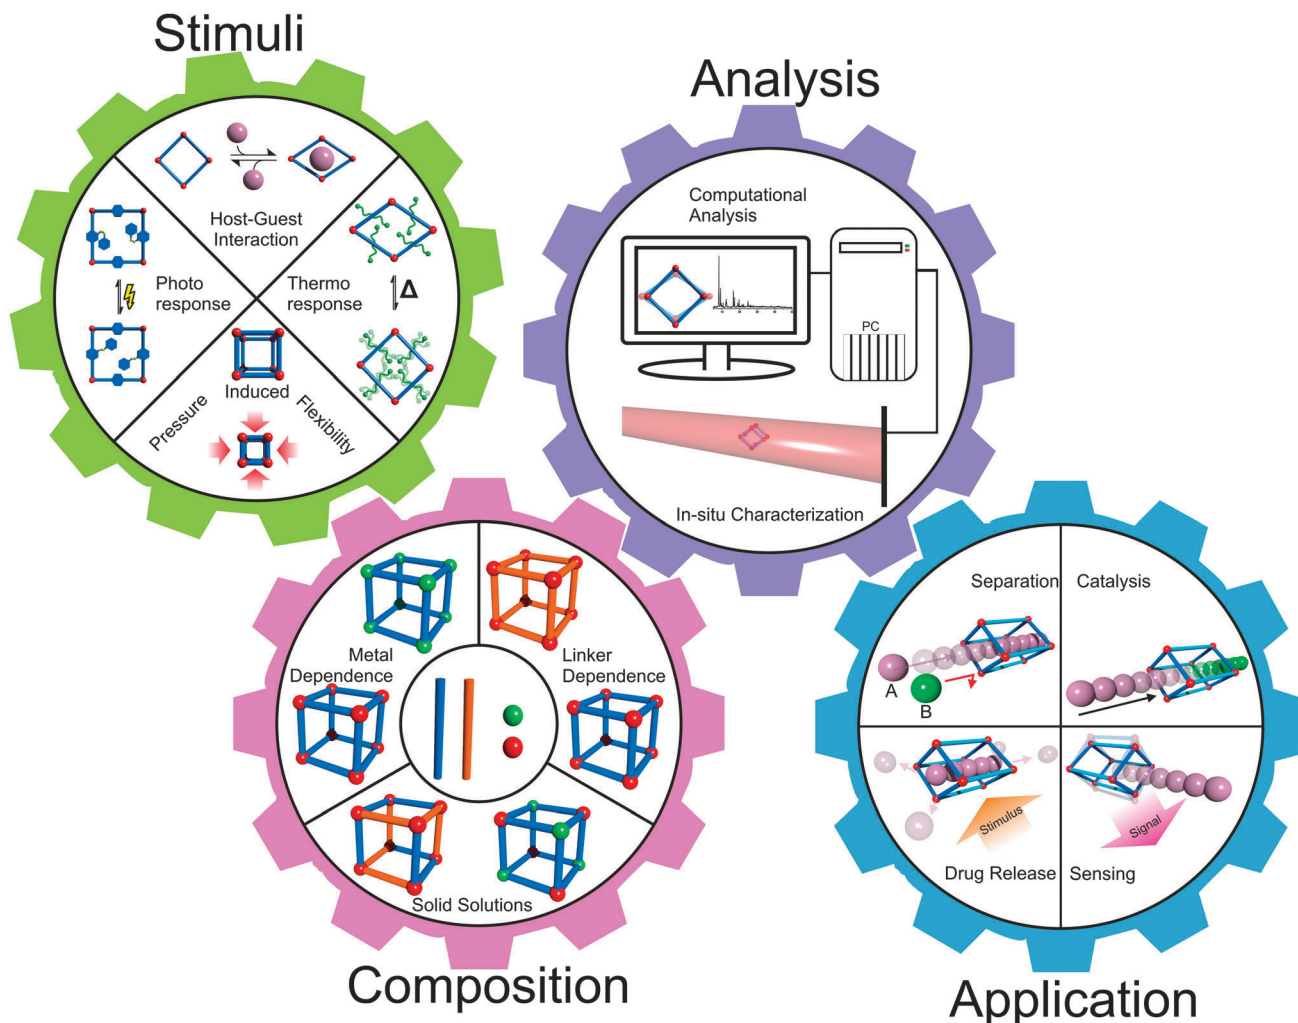 Stimuli
Host-Guest
Interaction
Photo
response
Thermo
response
Δ
Induced
Pressure
Flexibility
Analysis
Computational
Analysis
PC
In-situ Characterization
Metal
Dependence
Linker
Dependence
Solid Solutions
Composition
Separation
Catalysis
A
B
Stimulus
Signal
Drug Release
Sensing
Application